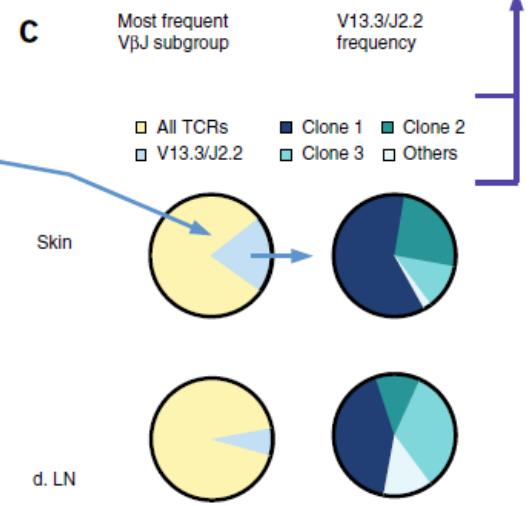 C
Most frequent
VβJ subgroup
V13.3/J2.2
frequency
All TCRs
V13.3/J2.2
Clone 1
Clone 2
Clone 3
Others
Skin
d. LN